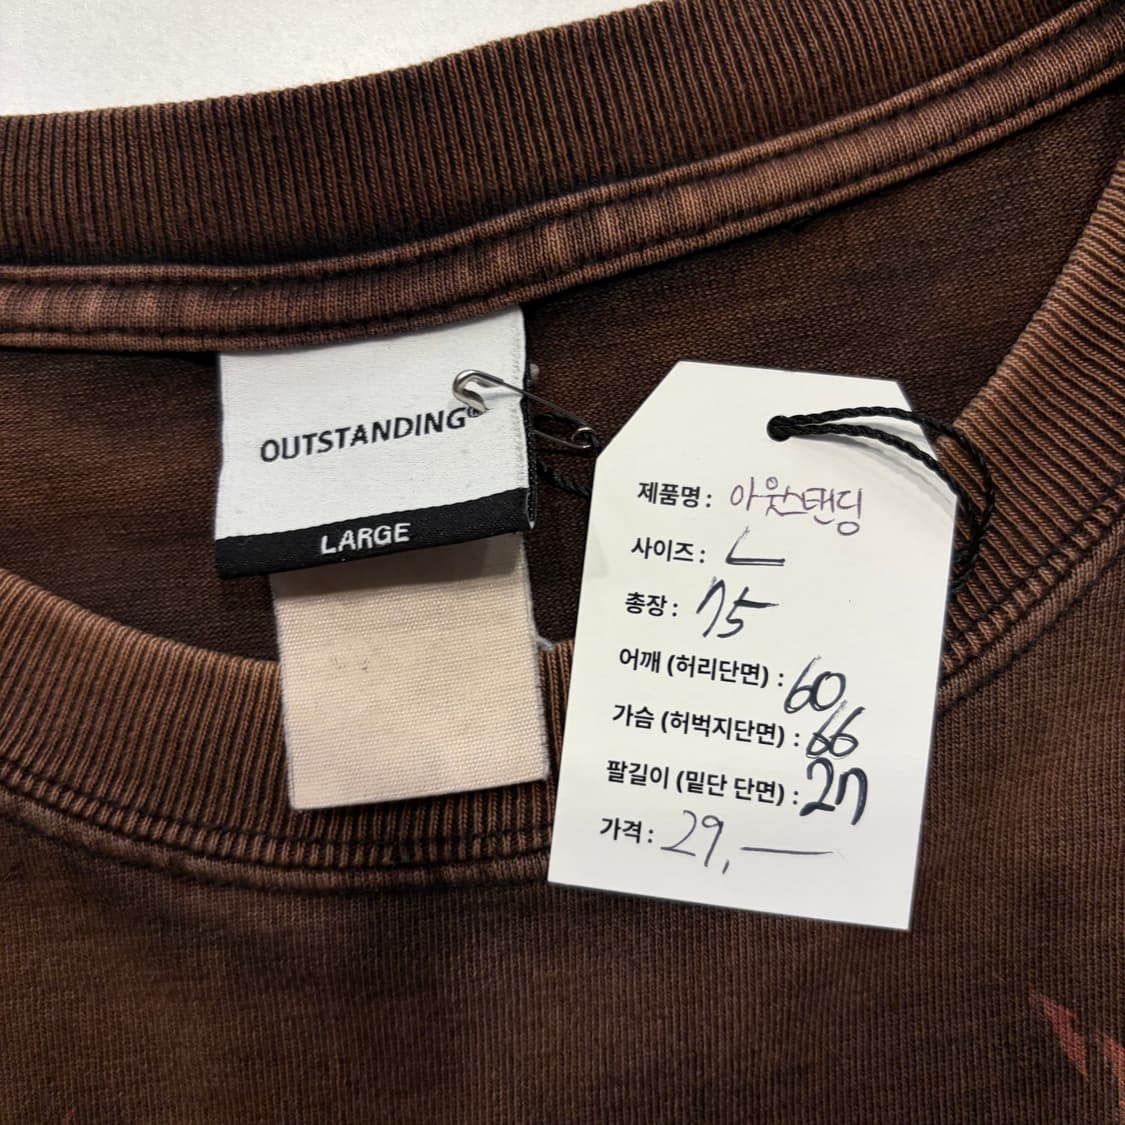 OUTSTANDING®
LARGE
제품명 : 아웃스탠딩
사이즈 : L
총장 : 75
어깨 (허리단면) : 60
가슴 (허벅지단면) : 66
팔길이 (밑단 단면) : 27
가격 : 29,—